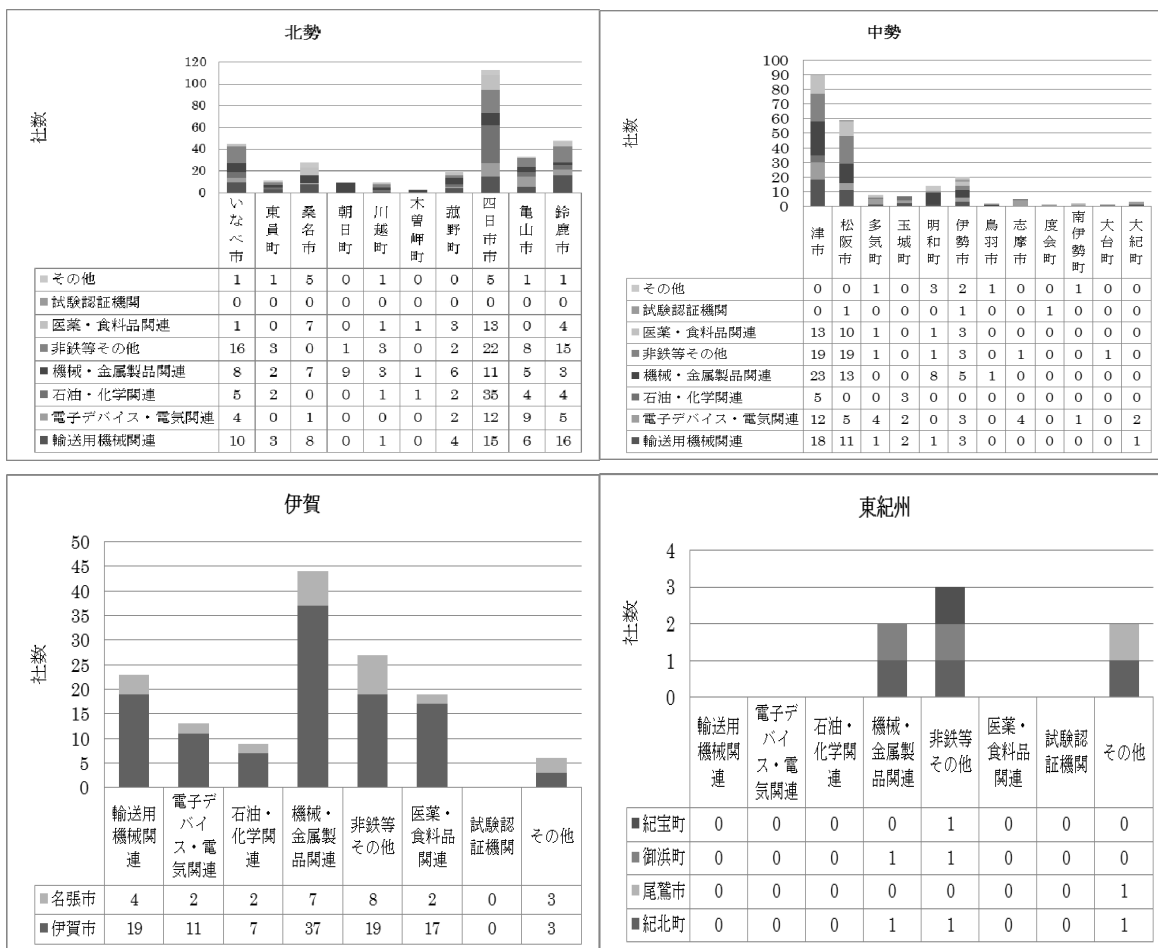 北勢
120
100
80
60
40
20
0
社数
いなべ市 東員町 桑名市 朝日町 川越町 木曽岬町 菰野町 四日市市 亀山市 鈴鹿市
その他 1 1 5 0 1 0 0 5 1 1
試験認証機関 0 0 0 0 0 0 0 0 0 0
医薬・食料品関連 1 0 7 0 1 1 3 13 0 4
非鉄等その他 16 3 0 1 3 0 2 22 8 15
機械・金属製品関連 8 2 7 9 3 1 6 11 5 3
石油・化学関連 5 2 0 0 1 1 2 35 4 4
電子デバイス・電気関連 4 0 1 0 0 0 2 12 9 5
輸送用機械関連 10 3 8 0 1 0 4 15 6 16
中勢
100
90
80
70
60
50
40
30
20
10
0
社数
津市 松阪市 多気町 玉城町 明和町 伊勢市 鳥羽市 志摩市 度会町 南伊勢町 大台町 大紀町
その他 0 0 1 0 3 2 1 0 0 1 0 0
試験認証機関 0 1 0 0 0 1 0 0 1 0 0 0
医薬・食料品関連 13 10 1 0 1 3 0 0 0 0 0 0
非鉄等その他 19 19 1 0 1 3 0 1 0 0 1 0
機械・金属製品関連 23 13 0 0 8 5 1 0 0 0 0 0
石油・化学関連 5 0 0 3 0 0 0 0 0 0 0 0
電子デバイス・電気関連 12 5 4 2 0 3 0 4 0 1 0 2
輸送用機械関連 18 11 1 2 1 3 0 0 0 0 0 1
伊賀
50
45
40
35
30
25
20
15
10
5
0
社数
輸送用機械関連 電子デバイス・電気関連 石油・化学関連 機械・金属製品関連 非鉄等その他 医薬・食料品関連 試験認証機関 その他
名張市 4 2 2 7 8 2 0 3
伊賀市 19 11 7 37 19 17 0 3
東紀州
4
3
2
1
0
社数
輸送用機械関連 電子デバイス・電気関連 石油・化学関連 機械・金属製品関連 非鉄等その他 医薬・食料品関連 試験認証機関 その他
紀宝町 0 0 0 0 1 0 0 0
御浜町 0 0 0 1 1 0 0 0
尾鷲市 0 0 0 0 0 0 0 1
紀北町 0 0 0 1 1 0 0 1